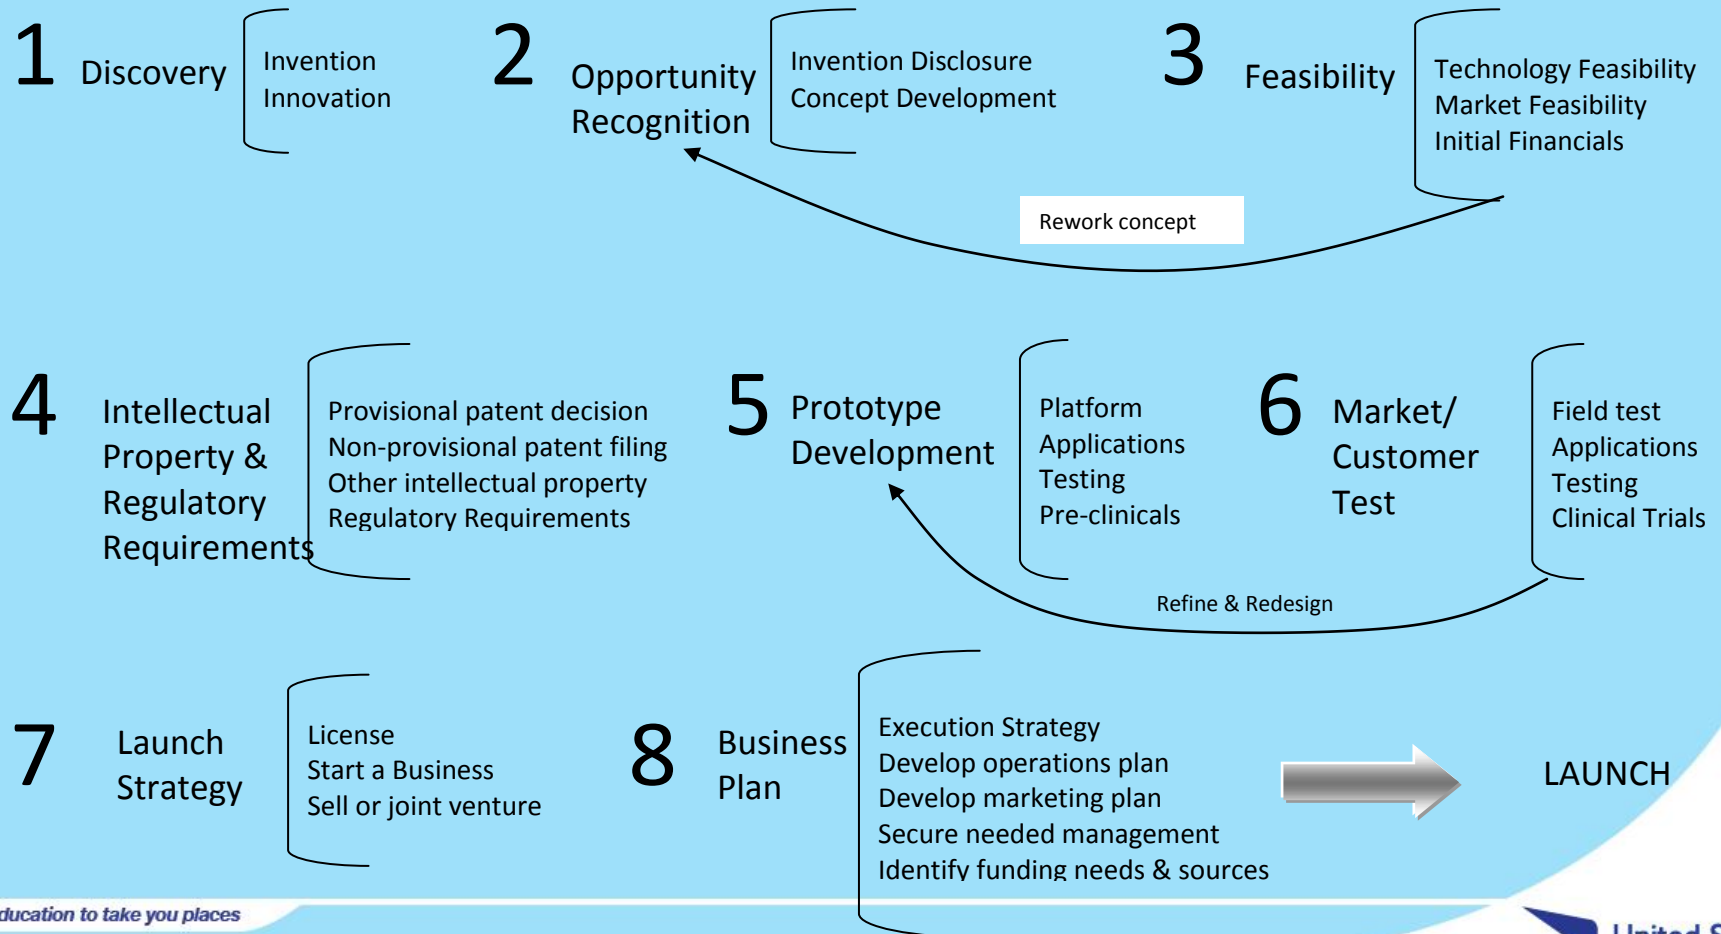 1
Discovery
Invention
Innovation
2
Opportunity
Recognition
Invention Disclosure
Concept Development
3
Feasibility
Technology Feasibility
Market Feasibility
Initial Financials
Rework concept
4
Intellectual
Property &
Regulatory
Requirements
Provisional patent decision
Non-provisional patent filing
Other intellectual property
Regulatory Requirements
5
Prototype
Development
Platform
Applications
Testing
Pre-clinicals
6
Market/
Customer
Test
Field test
Applications
Testing
Clinical Trials
Refine & Redesign
7
Launch
Strategy
License
Start a Business
Sell or joint venture
8
Business
Plan
Execution Strategy
Develop operations plan
Develop marketing plan
Secure needed management
Identify funding needs & sources
LAUNCH
ducation to take you places
United S